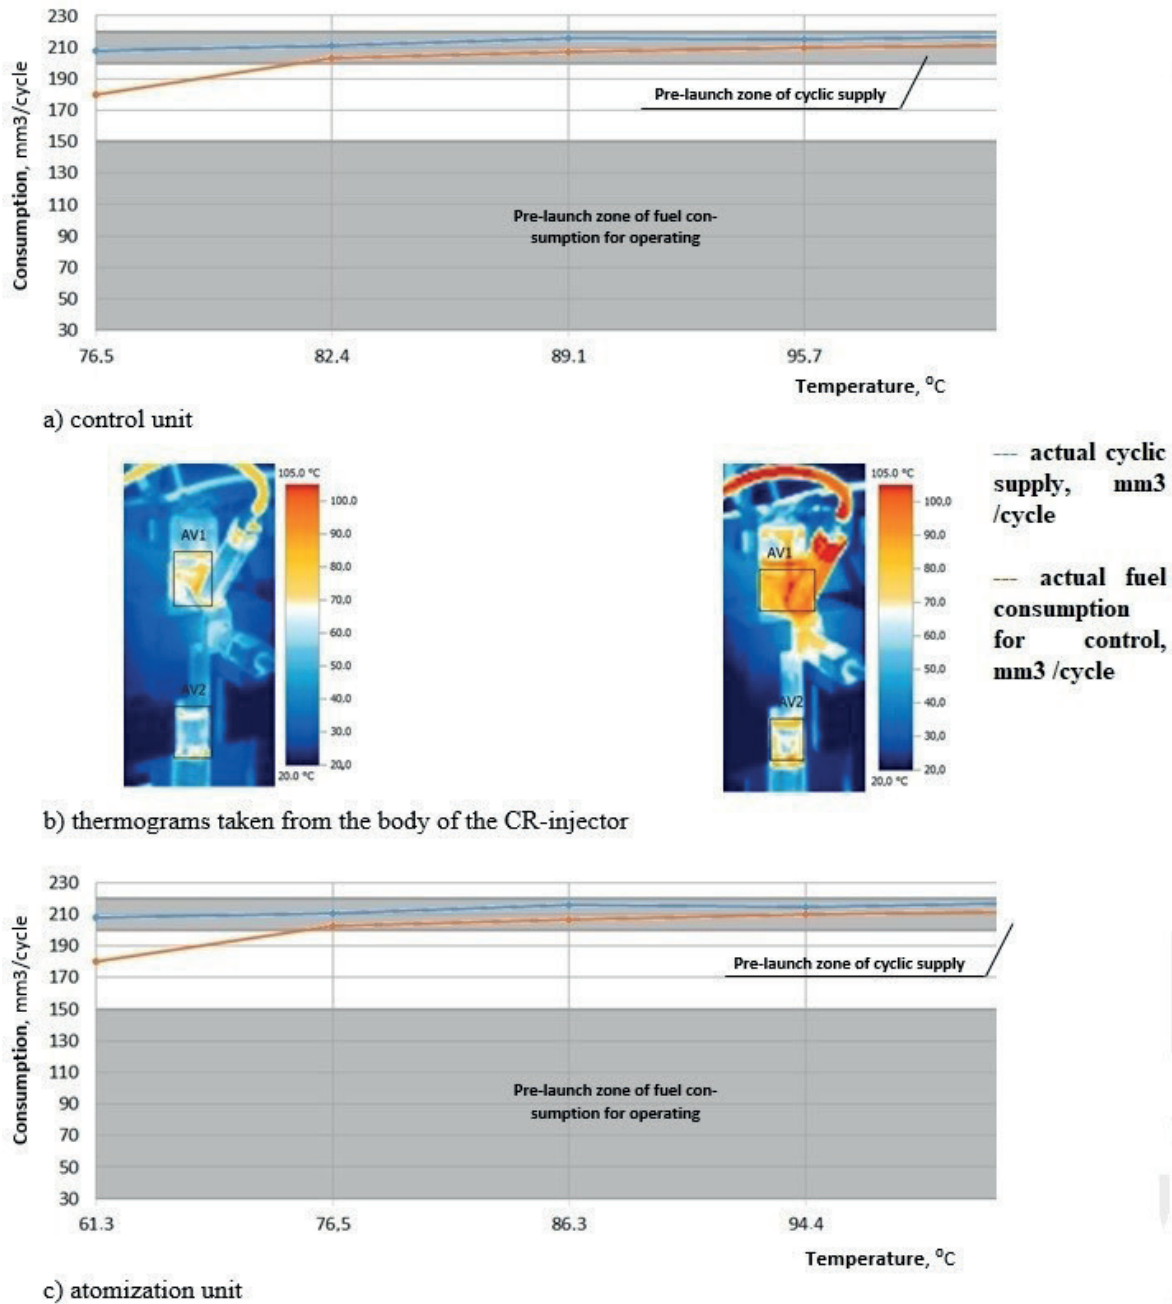 230
210
190
170
150
130
110
90
70
50
30
Consumption, mm3/cycle
Pre-launch zone of cyclic supply
Pre-launch zone of fuel con-
sumption for operating
76.5 82.4 89.1 95.7
Temperature, ⁰C
a) control unit
105.0 °C
100.0
90.0
80.0
70.0
60.0
50.0
40.0
30.0
20,0
20.0 °C
AV1
AV2
105.0 °C
100,0
90,0
80,0
70,0
60,0
50,0
40,0
30,0
20,0
20,0 °C
AV1
AV2
--- actual cyclic
supply, mm3
/cycle
--- actual fuel
consumption
for control,
mm3 /cycle
b) thermograms taken from the body of the CR-injector
230
210
190
170
150
130
110
90
70
50
30
Consumption, mm3/cycle
Pre-launch zone of cyclic supply
Pre-launch zone of fuel con-
sumption for operating
61.3 76,5 86.3 94.4
Temperature, ⁰C
c) atomization unit